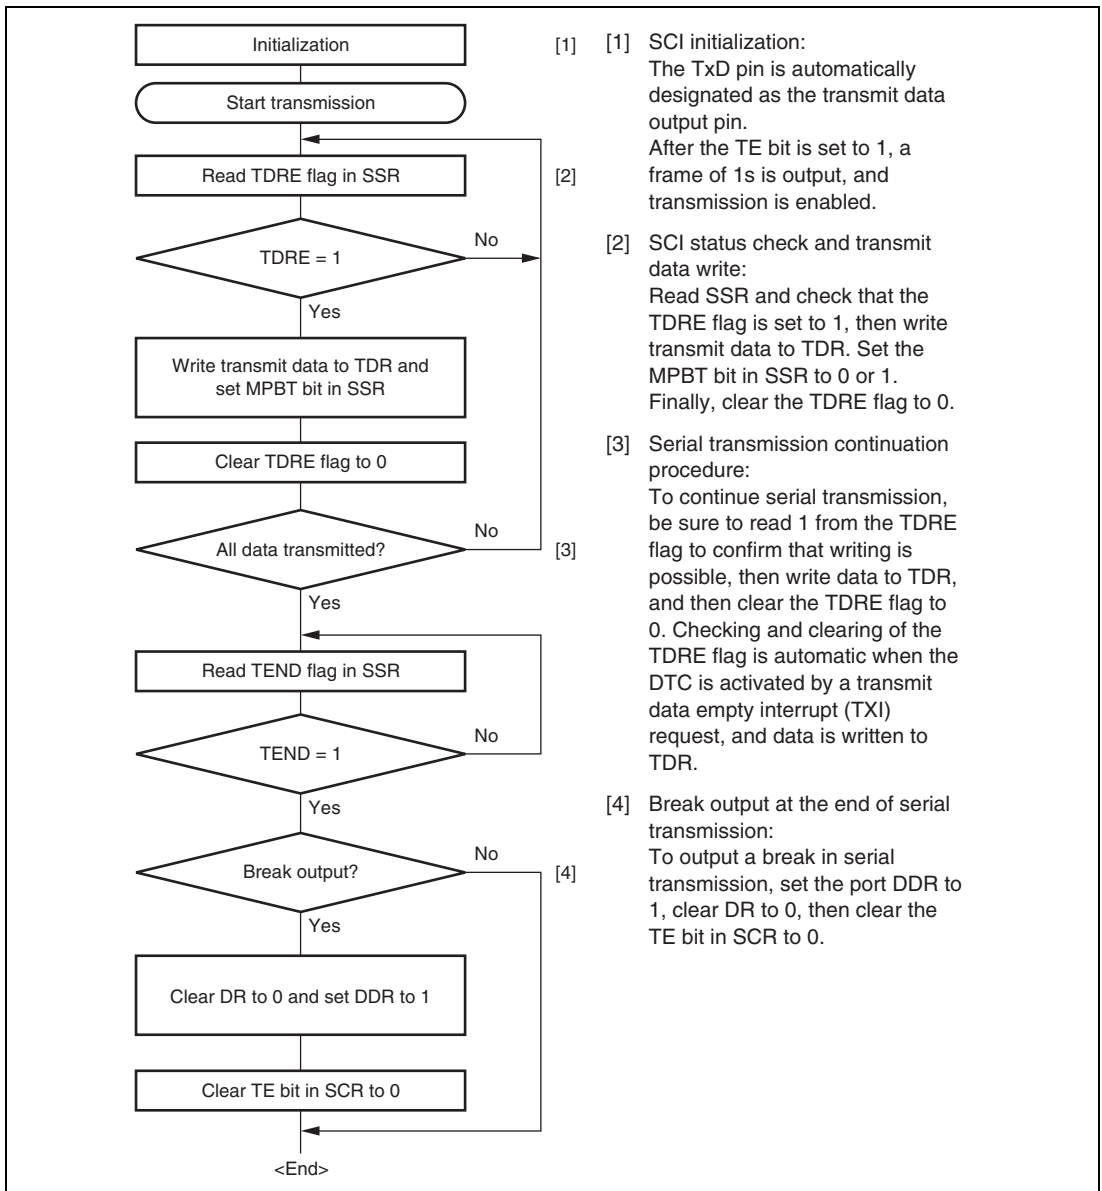 Initialization
[1]
Start transmission
Read TDRE flag in SSR
[2]
TDRE = 1
No
Yes
Write transmit data to TDR and
set MPBT bit in SSR
Clear TDRE flag to 0
All data transmitted?
No
[3]
Yes
Read TEND flag in SSR
TEND = 1
No
Yes
Break output?
No
[4]
Yes
Clear DR to 0 and set DDR to 1
Clear TE bit in SCR to 0
<End>
[1] SCI initialization:
The TxD pin is automatically
designated as the transmit data
output pin.
After the TE bit is set to 1, a
frame of 1s is output, and
transmission is enabled.
[2] SCI status check and transmit
data write:
Read SSR and check that the
TDRE flag is set to 1, then write
transmit data to TDR. Set the
MPBT bit in SSR to 0 or 1.
Finally, clear the TDRE flag to 0.
[3] Serial transmission continuation
procedure:
To continue serial transmission,
be sure to read 1 from the TDRE
flag to confirm that writing is
possible, then write data to TDR,
and then clear the TDRE flag to
0. Checking and clearing of the
TDRE flag is automatic when the
DTC is activated by a transmit
data empty interrupt (TXI)
request, and data is written to
TDR.
[4] Break output at the end of serial
transmission:
To output a break in serial
transmission, set the port DDR to
1, clear DR to 0, then clear the
TE bit in SCR to 0.